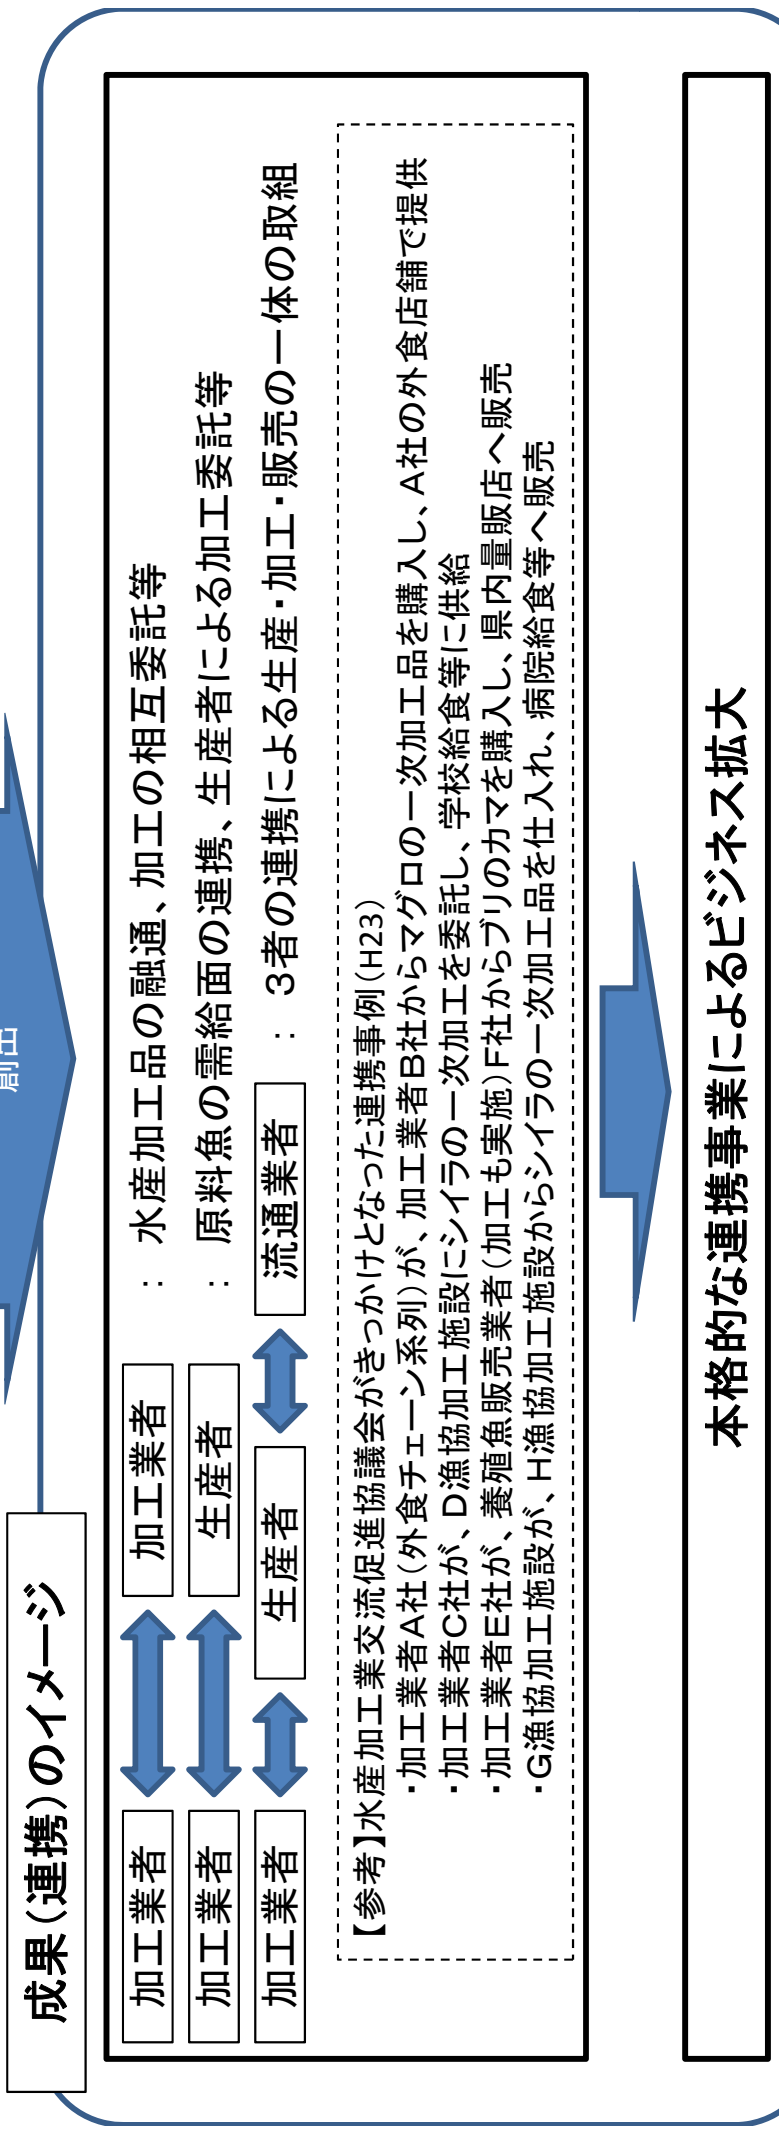 創出
成果(連携)のイメージ
加工業者 加工業者 : 水産加工品の融通、加工の相互委託等
加工業者 生産者 : 原料魚の需給面の連携、生産者による加工委託等
加工業者 生産者 流通業者 : 3者の連携による生産・加工・販売の一体の取組
【参考】水産加工業交流促進協議会がきっかけとなった連携事例(H23)
・加工業者A社(外食チェーン系列)が、加工業者B社からマグロの一次加工品を購入し、A社の外食店舗で提供
・加工業者C社が、D漁協加工施設にシイラの一次加工を委託し、学校給食等に供給
・加工業者E社が、養殖魚販売業者(加工も実施)F社からブリのカマを購入し、県内量販店へ販売
・G漁協加工施設が、H漁協加工施設からシイラの一次加工品を仕入れ、病院給食等へ販売
本格的な連携事業によるビジネス拡大